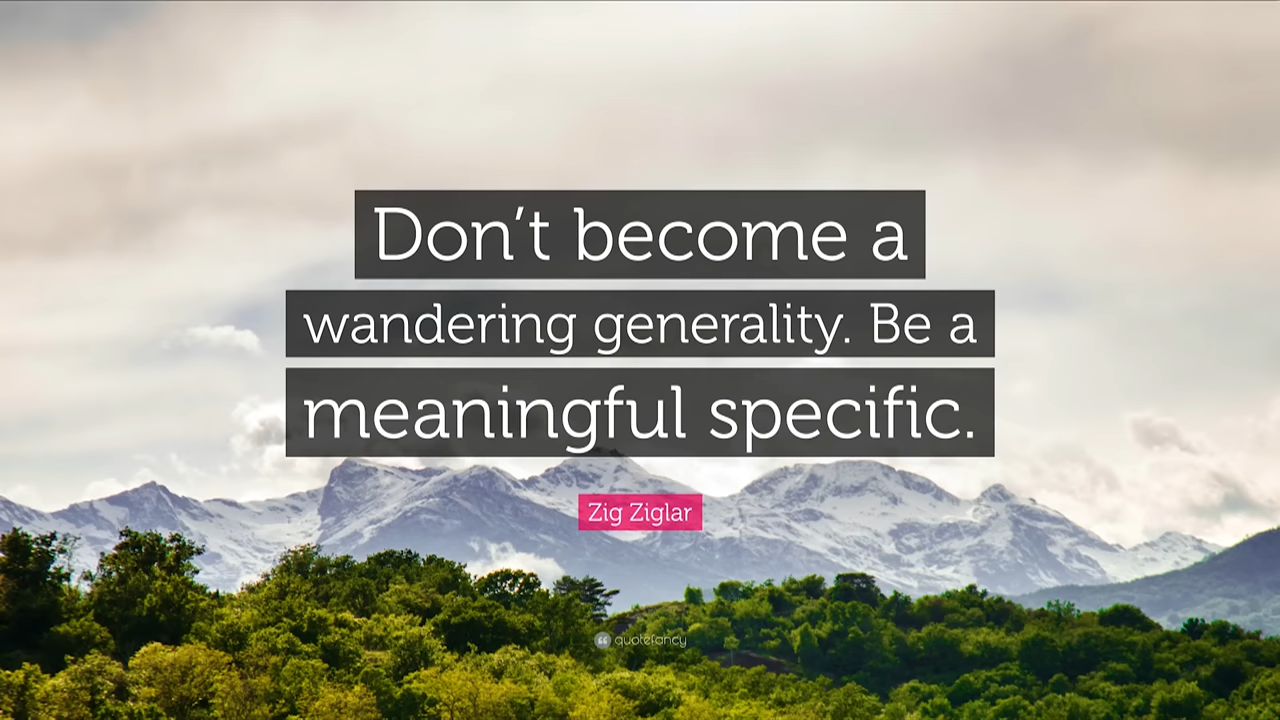 Don’t become a
wandering generality. Be a
meaningful specific.
Zig Ziglar
quotefancy